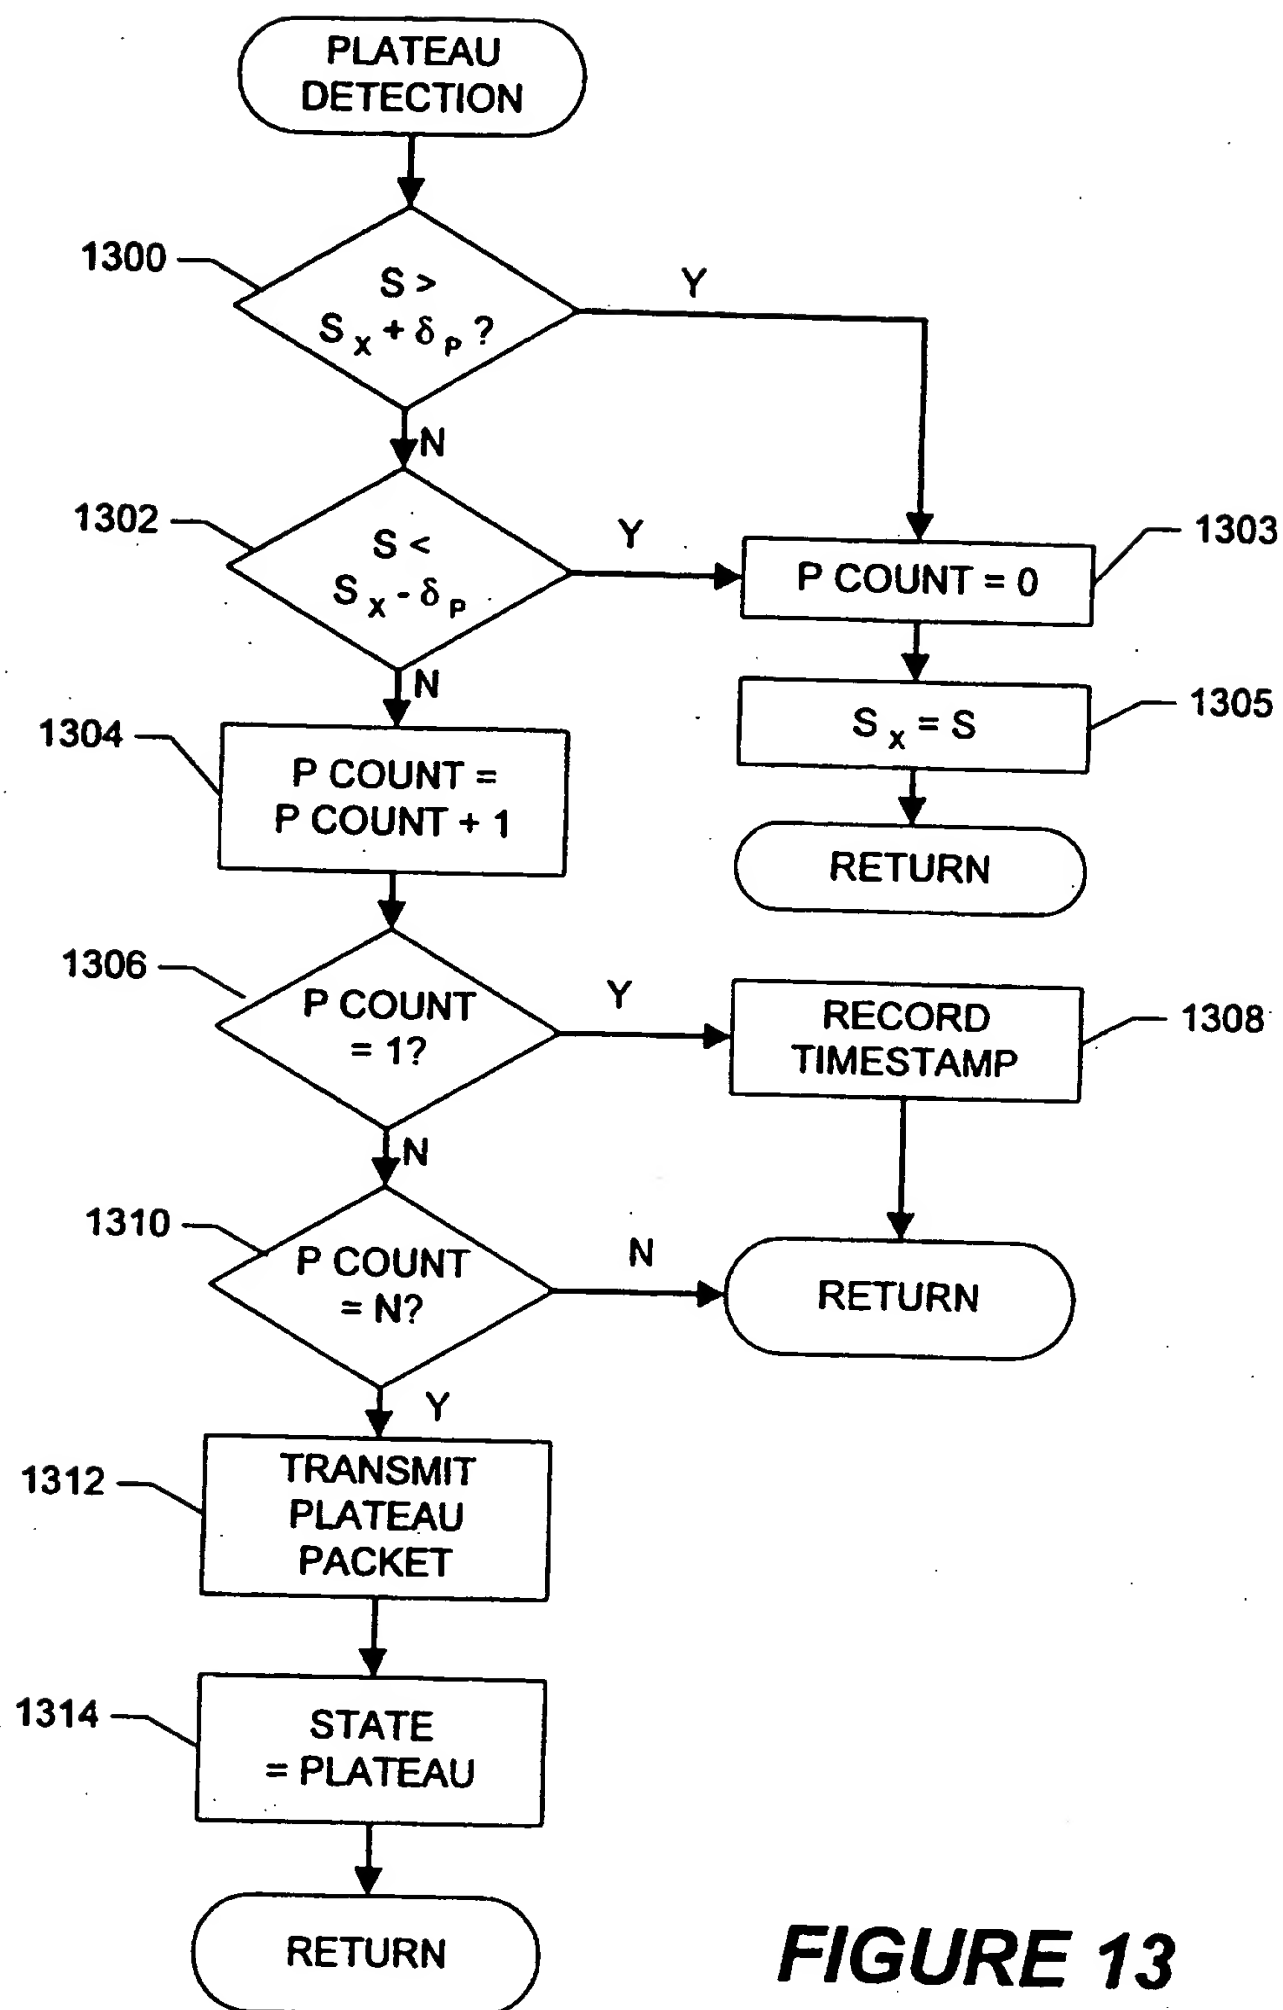 PLATEAU
DETECTION
1300
S >
S X + δ P ?
Y
N
1302
S <
S X - δ P
Y
P COUNT = 0
1303
N
S X = S
1305
1304
P COUNT =
P COUNT + 1
RETURN
1306
P COUNT
= 1?
Y
RECORD
TIMESTAMP
1308
N
1310
P COUNT
= N?
N
RETURN
Y
1312
TRANSMIT
PLATEAU
PACKET
1314
STATE
= PLATEAU
RETURN
FIGURE 13